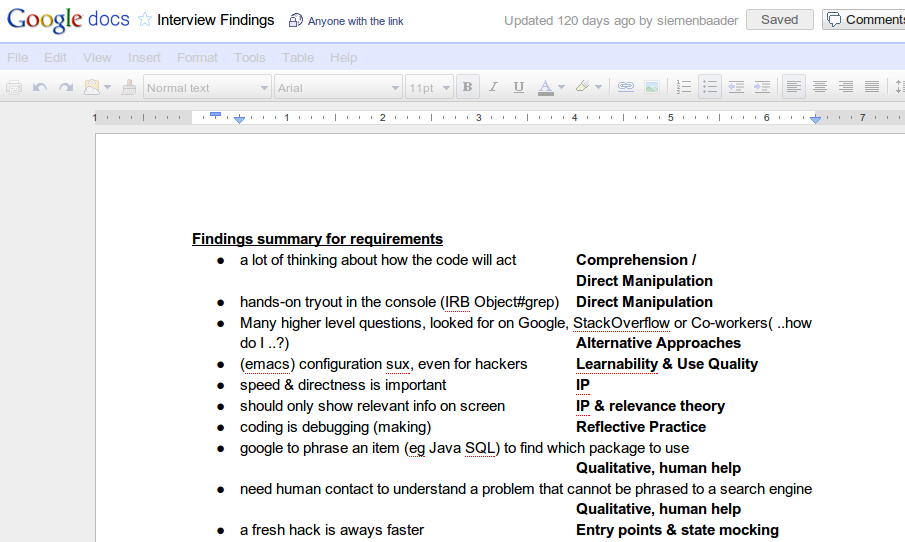 Google docs Interview Findings Anyone with the link Updated 120 days ago by siemenbaader Saved Comments
File Edit View Insert Format Tools Table Help
Normal text Arial 11pt B I U A
1 1 2 3 4 5 6 7
Findings summary for requirements
● a lot of thinking about how the code will act Comprehension /
Direct Manipulation
● hands-on tryout in the console (IRB Object#grep) Direct Manipulation
● Many higher level questions, looked for on Google, StackOverflow or Co-workers( ..how
do I ..?) Alternative Approaches
● (emacs) configuration sux, even for hackers Learnability & Use Quality
● speed & directness is important IP
● should only show relevant info on screen IP & relevance theory
● coding is debugging (making) Reflective Practice
● google to phrase an item (eg Java SQL) to find which package to use
Qualitative, human help
● need human contact to understand a problem that cannot be phrased to a search engine
Qualitative, human help
● a fresh hack is aways faster Entry points & state mocking